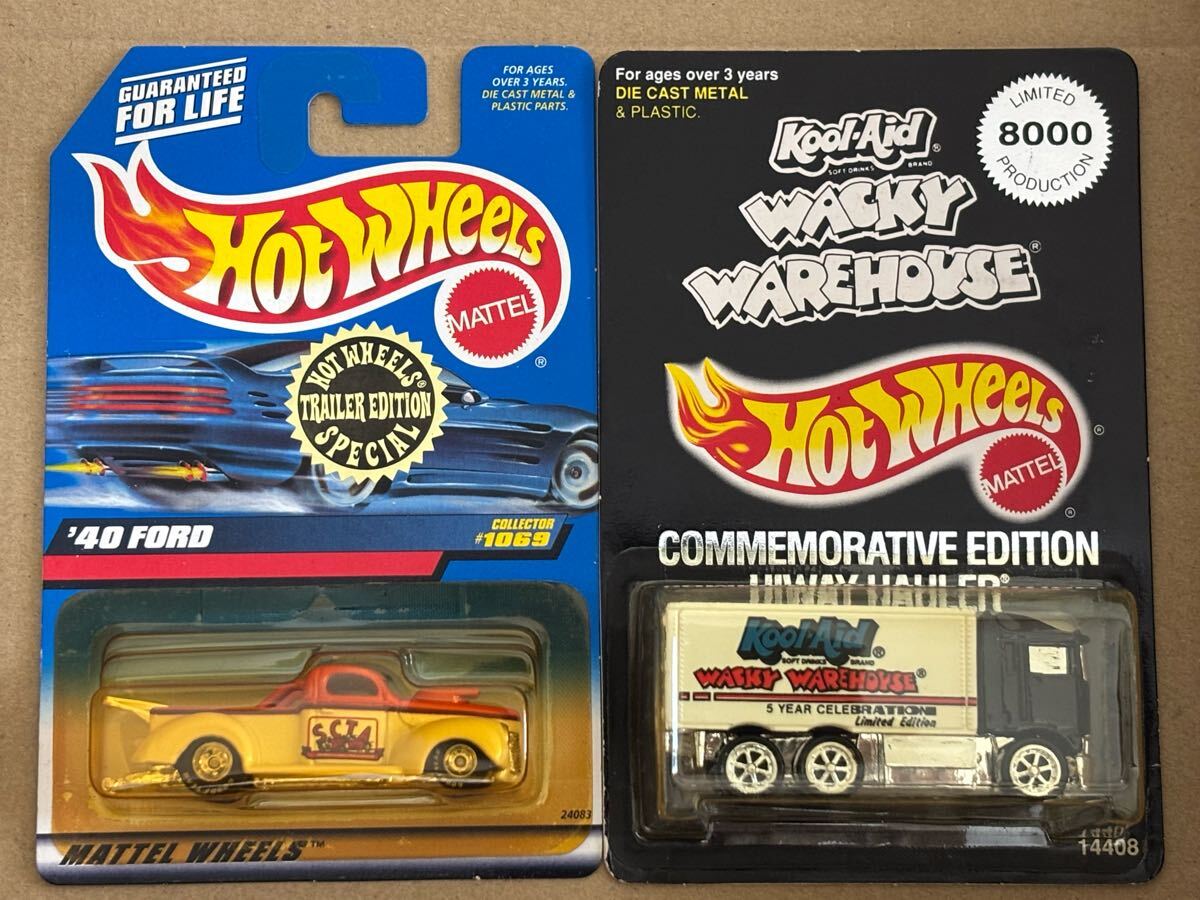 GUARANTEED
FOR LIFE
FOR AGES
OVER 3 YEARS.
DIE CAST METAL &
PLASTIC PARTS.
HOT WHEELS
MATTEL
®
HOT WHEELS®
TRAILER EDITION
SPECIAL
'40 FORD
COLLECTOR
#1069
S.C.T.A.
24083
MATTEL WHEELS™
For ages over 3 years
DIE CAST METAL
& PLASTIC.
LIMITED
8000
PRODUCTION
Kool-Aid®
SOFT DRINKS BRAND
WACKY
WAREHOUSE®
HOT WHEELS®
MATTEL
®
COMMEMORATIVE EDITION
HIWAY HAULER®
Kool-Aid®
SOFT DRINKS BRAND
WACKY WAREHOUSE®
5 YEAR CELEBRATION
Limited Edition
14408